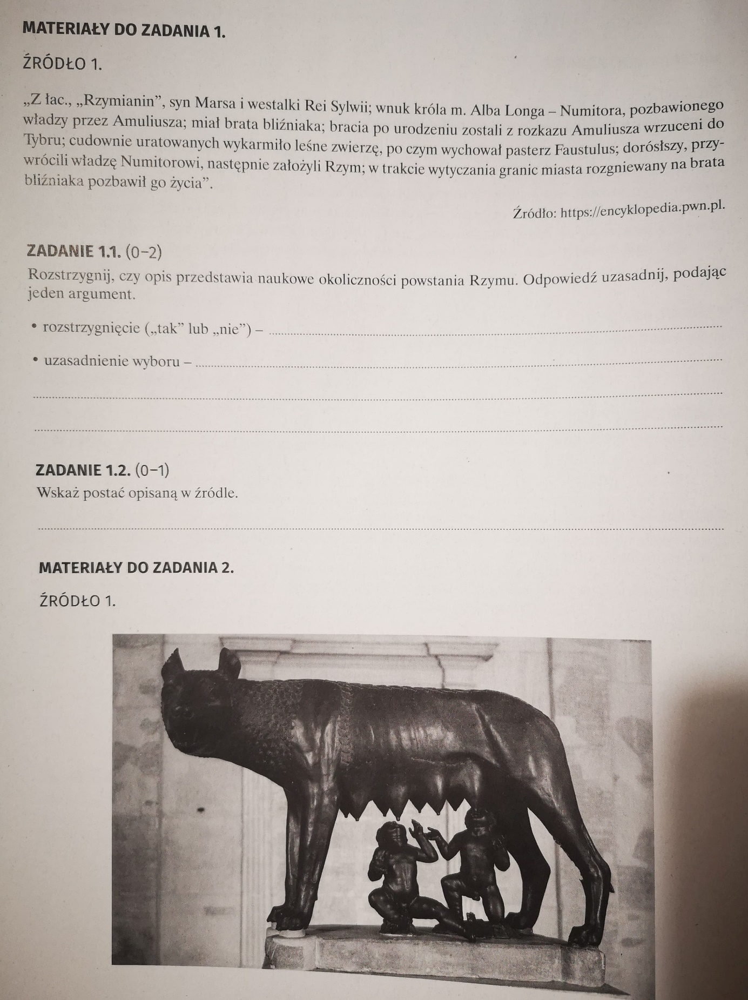 MATERIAŁY DO ZADANIA 1.
ŹRÓDŁO 1.
„Z łac., „Rzymianin”, syn Marsa i westalki Rei Sylwii; wnuk króla m. Alba Longa – Numitora, pozbawionego
władzy przez Amuliusza; miał brata bliźniaka; bracia po urodzeniu zostali z rozkazu Amuliusza wrzuceni do
Tybru; cudownie uratowanych wykarmiło leśne zwierzę, po czym wychował pasterz Faustulus; dorósłszy, przy-
wrócili władzę Numitorowi, następnie założyli Rzym; w trakcie wytyczania granic miasta rozgniewany na brata
bliźniaka pozbawił go życia”.
Źródło: https://encyklopedia.pwn.pl.
ZADANIE 1.1. (0–2)
Rozstrzygnij, czy opis przedstawia naukowe okoliczności powstania Rzymu. Odpowiedź uzasadnij, podając
jeden argument.
• rozstrzygnięcie („tak” lub „nie”) –
• uzasadnienie wyboru –
ZADANIE 1.2. (0–1)
Wskaż postać opisaną w źródle.
MATERIAŁY DO ZADANIA 2.
ŹRÓDŁO 1.